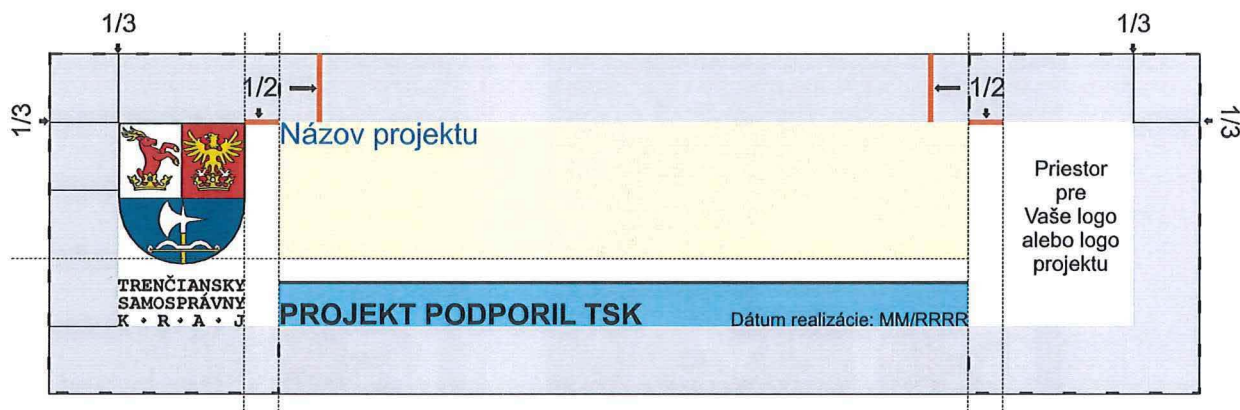 1/3
1/3
1/2
1/2
1/3
1/3
Názov projektu
Priestor
pre
Vaše logo
alebo logo
projektu
TRENČIANSKY
SAMOSPRÁVNY
K • R • A • J
PROJEKT PODPORIL TSK
Dátum realizácie: MM/RRRR